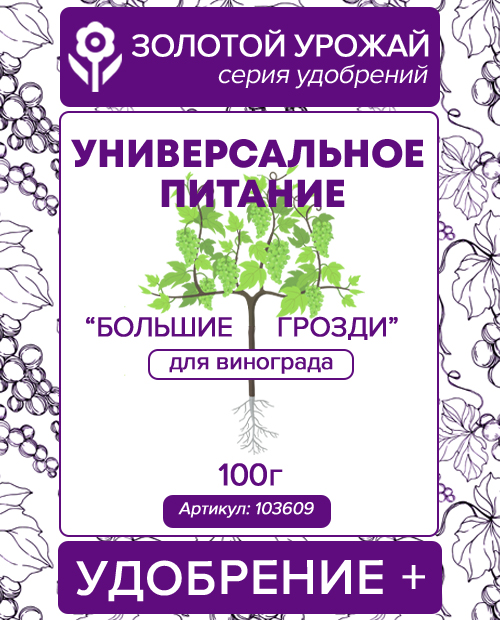 ЗОЛОТОЙ УРОЖАЙ
серия удобрений
УНИВЕРСАЛЬНОЕ
ПИТАНИЕ
“БОЛЬШИЕ ГРОЗДИ”
для винограда
100г
Артикул: 103609
УДОБРЕНИЕ +